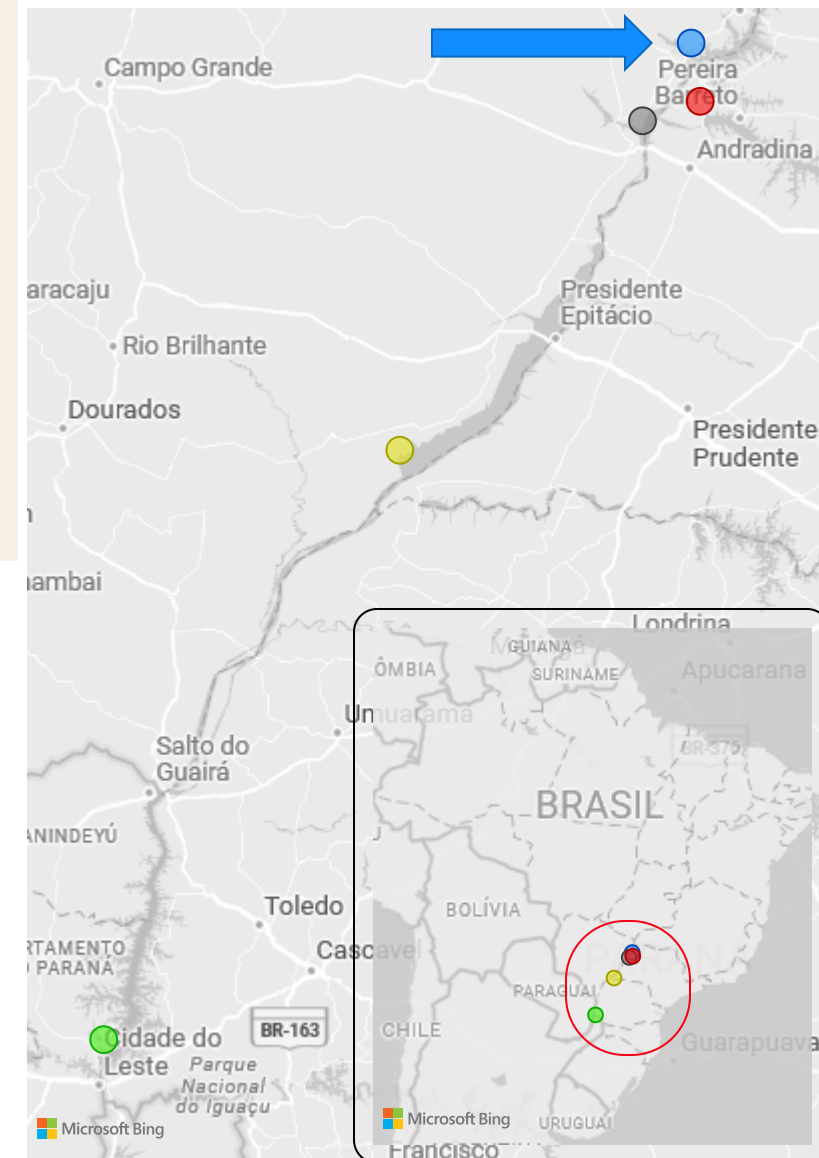 Campo Grande
Pereira
Barreto
Andradina
aracaju
Presidente
Epitácio
Rio Brilhante
Dourados
Presidente
Prudente
ambai
Londrina
Umuarama
Apucarana
BR-376
Salto do
Guairá
ANINDEYÚ
Toledo
Cascavel
RTAMENTO
PARANÁ
BR-163
Cidade do
Leste
Parque
Nacional
do Iguaçu
Guarapuava
Microsoft Bing
GUIANA
ÔMBIA
SURINAME
BRASIL
BOLÍVIA
PARAGUAI
CHILE
URUGUAI
Microsoft Bing
Francisco